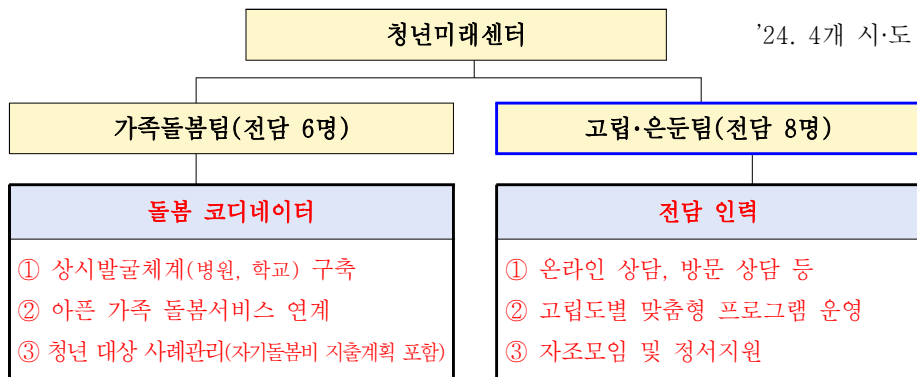 청년미래센터
’24. 4개 시·도
가족돌봄팀(전담 6명)
고립·은둔팀(전담 8명)
돌봄 코디네이터
① 상시발굴체계(병원, 학교) 구축
② 아픈 가족 돌봄서비스 연계
③ 청년 대상 사례관리(자기돌봄비 지출계획 포함)
전담 인력
① 온라인 상담, 방문 상담 등
② 고립도별 맞춤형 프로그램 운영
③ 자조모임 및 정서지원